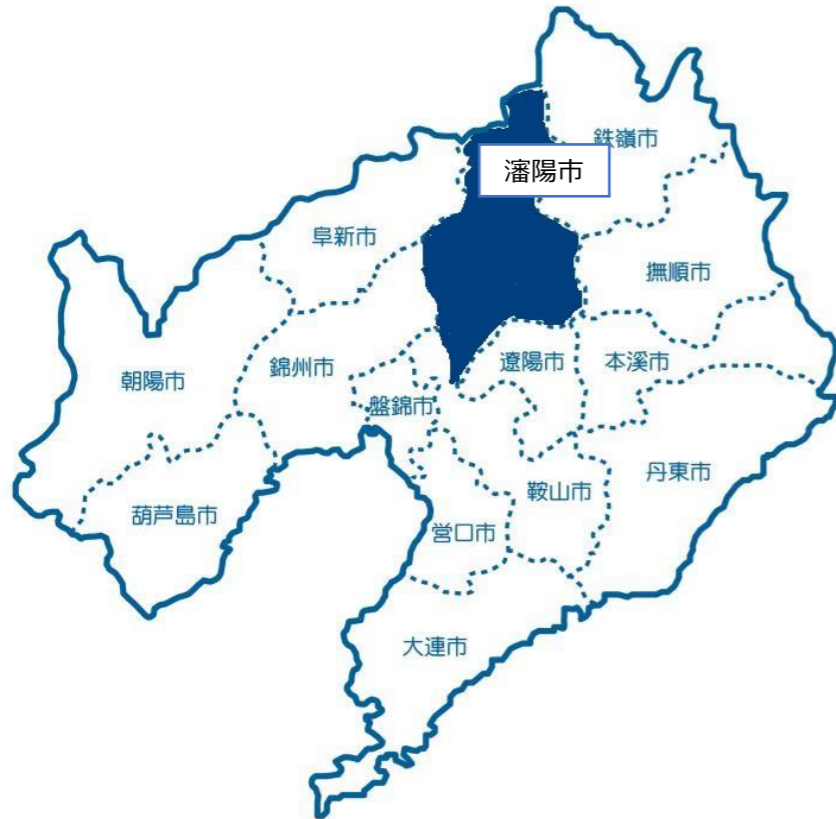 鉄嶺市
瀋陽市
阜新市
撫順市
朝陽市
錦州市
遼陽市
本溪市
盤錦市
丹東市
鞍山市
葫芦島市
営口市
大連市